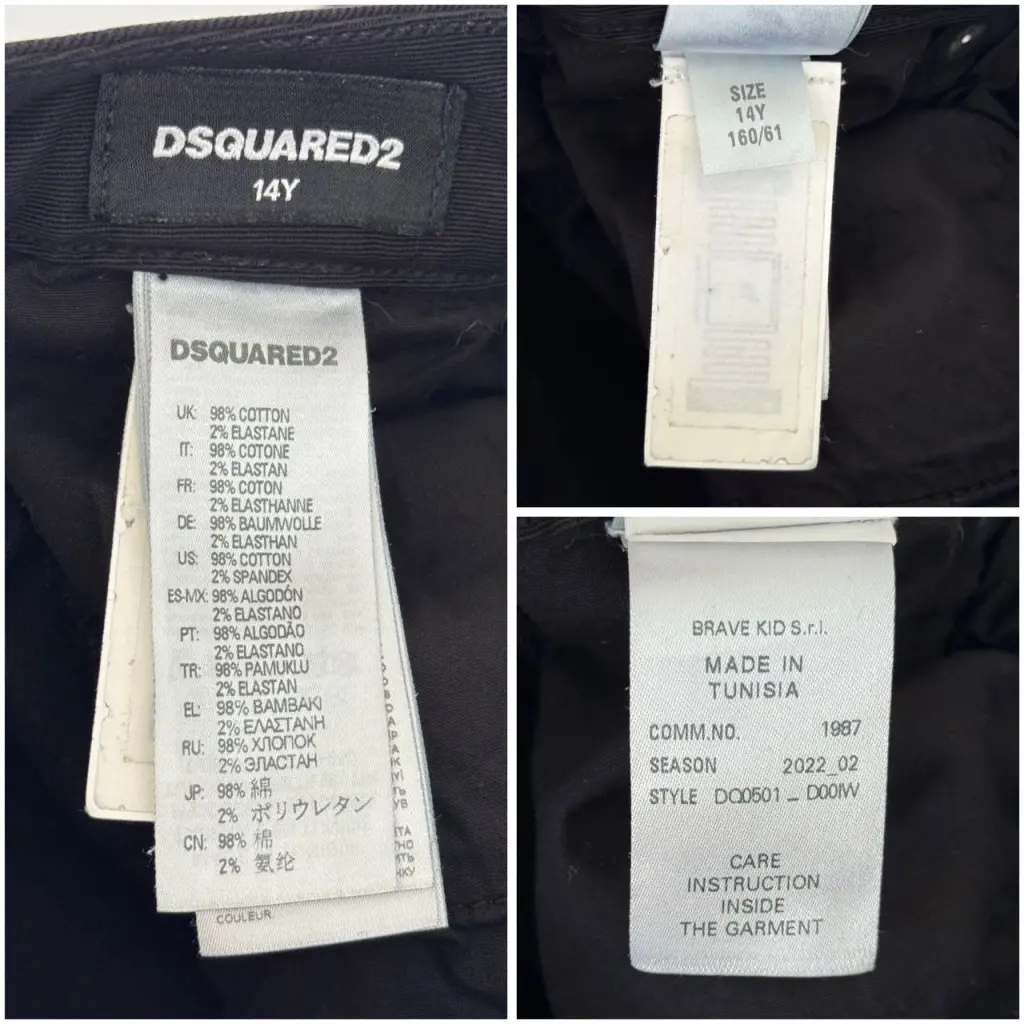 DSQUARED2
14Y
DSQUARED2
UK: 98% COTTON
2% ELASTANE
IT: 98% COTONE
2% ELASTAN
FR: 98% COTON
2% ELASTHANNE
DE: 98% BAUMWOLLE
2% ELASTHAN
US: 98% COTTON
2% SPANDEX
ES-MX: 98% ALGODÓN
2% ELASTANO
PT: 98% ALGODÃO
2% ELASTANO
TR: 98% PAMUKLU
2% ELASTAN
EL: 98% ΒΑΜΒΑΚΙ
2% ΕΛΑΣΤΑΝΗ
RU: 98% ХЛОПОК
2% ЭЛАСТАН
JP: 98% 綿
2% ポリウレタン
CN: 98% 棉
2% 氨纶
COULEUR
SIZE
14Y
160/61
BRAVE KID S.r.l.
MADE IN
TUNISIA
COMM.NO. 1987
SEASON 2022_02
STYLE DQ0501 _ D00IW
CARE
INSTRUCTION
INSIDE
THE GARMENT